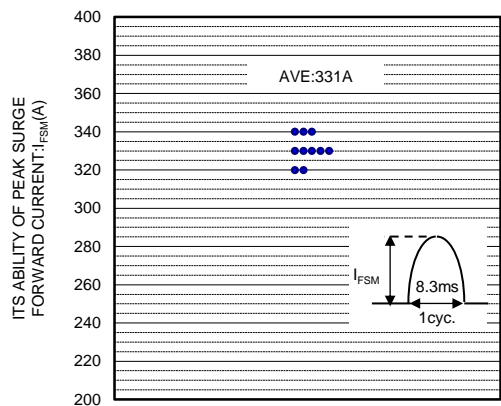 ITS ABILITY OF PEAK SURGE
FORWARD CURRENT:IFSM(A)
400
380
360
340
320
300
280
260
240
220
200
AVE:331A
IFSM
8.3ms
1cyc.